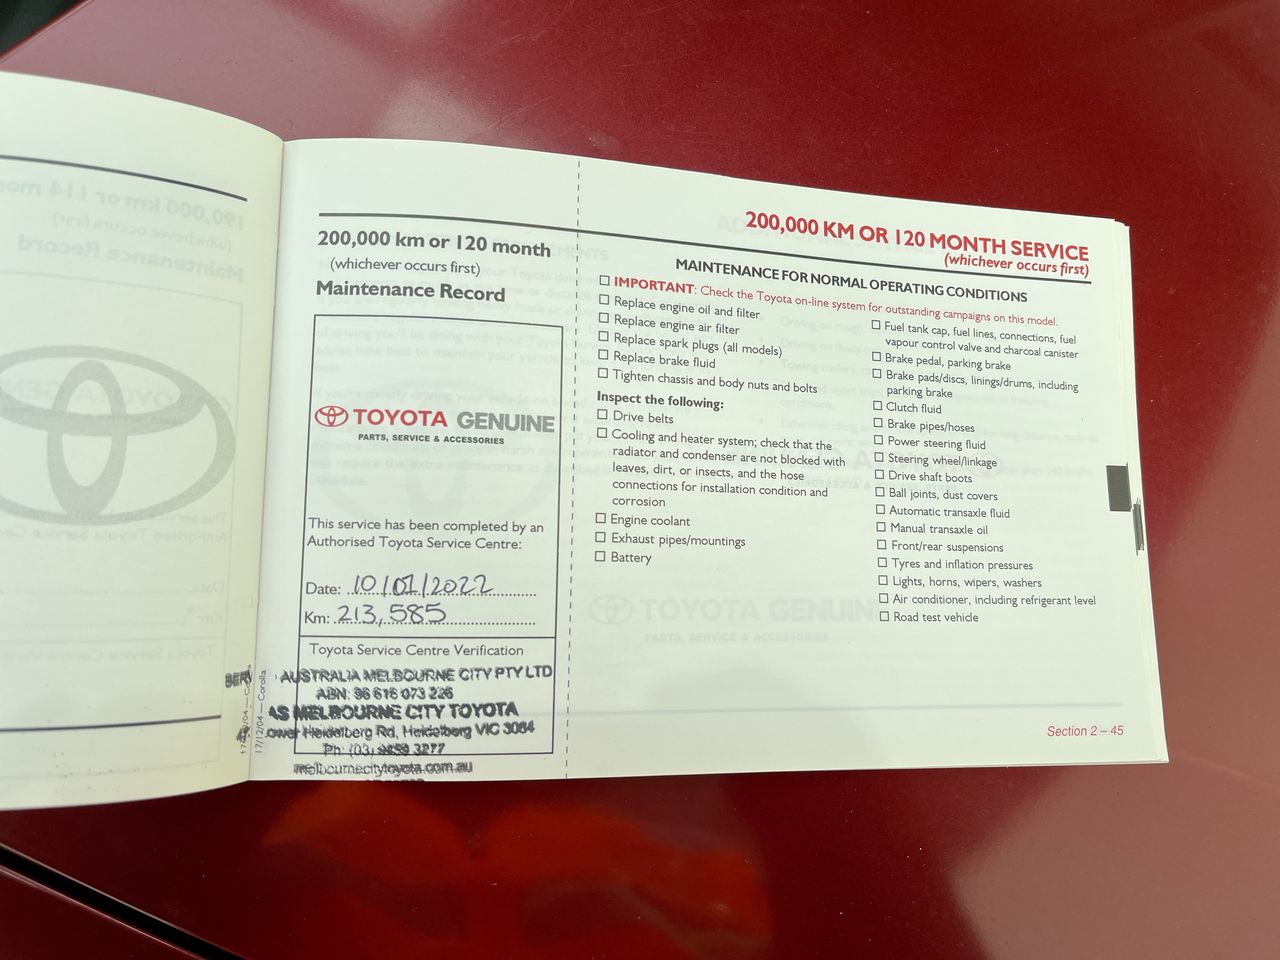 200,000 km or 120 month
(whichever occurs first)
Maintenance Record
TOYOTA GENUINE
PARTS, SERVICE & ACCESSORIES
This service has been completed by an
Authorised Toyota Service Centre:
Date: 10/01/2022
Km: 213,585
Toyota Service Centre Verification
AUSTRALIA MELBOURNE CITY PTY LTD
ABN: 96 616 073 226
AS MELBOURNE CITY TOYOTA
ower Heidelberg Rd, Heidelberg VIC 3084
Ph: (03) 9459 3277
melbournecitytoyota.com.au
17/12/04 — Corolla
200,000 KM OR 120 MONTH SERVICE
(whichever occurs first)
MAINTENANCE FOR NORMAL OPERATING CONDITIONS
IMPORTANT: Check the Toyota on-line system for outstanding campaigns on this model.
Replace engine oil and filter
Replace engine air filter
Replace spark plugs (all models)
Replace brake fluid
Tighten chassis and body nuts and bolts
Inspect the following:
Drive belts
Cooling and heater system; check that the
radiator and condenser are not blocked with
leaves, dirt, or insects, and the hose
connections for installation condition and
corrosion
Engine coolant
Exhaust pipes/mountings
Battery
Fuel tank cap, fuel lines, connections, fuel
vapour control valve and charcoal canister
Brake pedal, parking brake
Brake pads/discs, linings/drums, including
parking brake
Clutch fluid
Brake pipes/hoses
Power steering fluid
Steering wheel/linkage
Drive shaft boots
Ball joints, dust covers
Automatic transaxle fluid
Manual transaxle oil
Front/rear suspensions
Tyres and inflation pressures
Lights, horns, wipers, washers
Air conditioner, including refrigerant level
Road test vehicle
Section 2 – 45